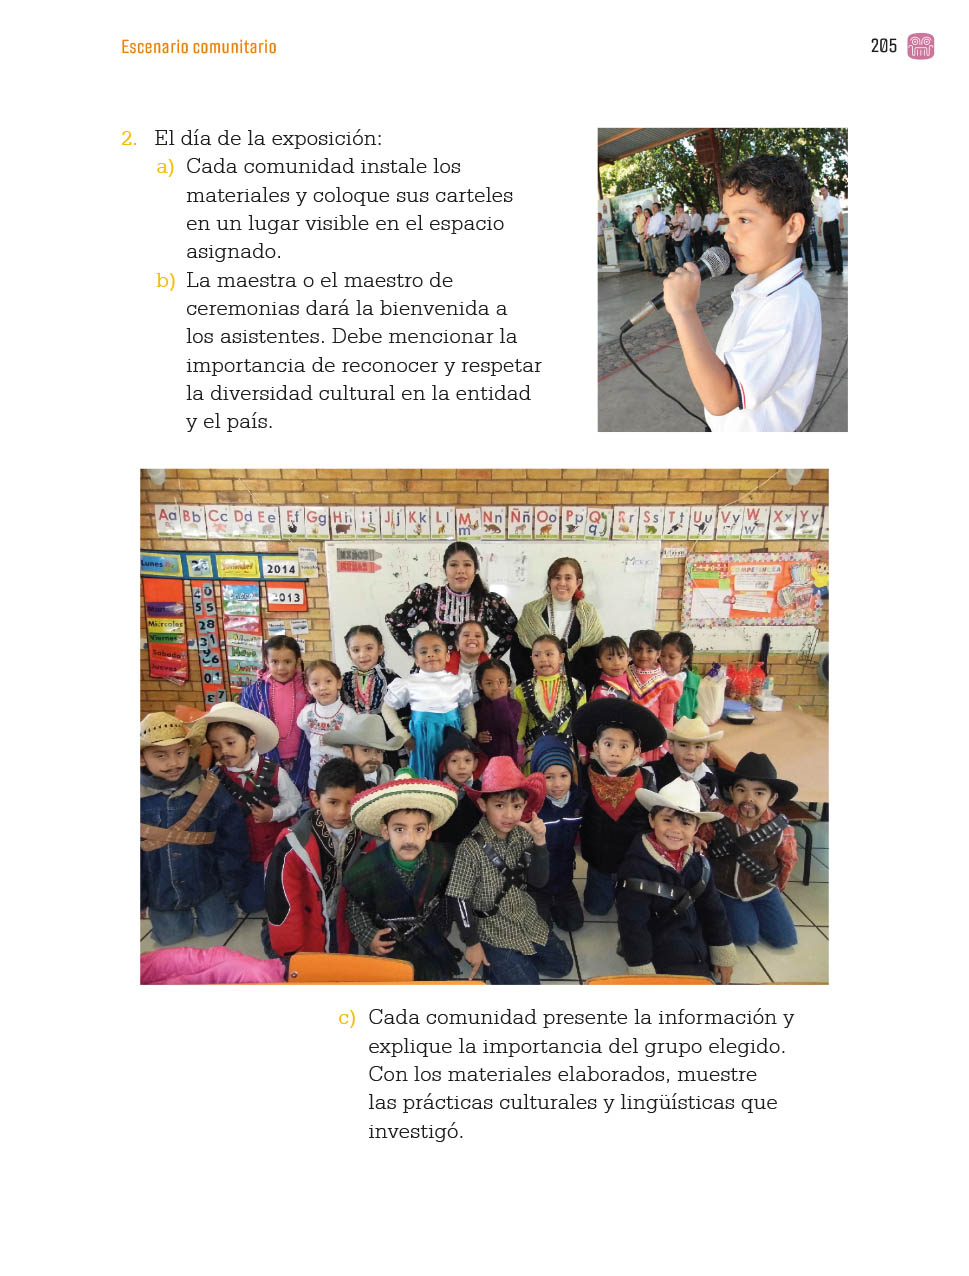 Escenario comunitario
205
2. El día de la exposición:
a) Cada comunidad instale los
materiales y coloque sus carteles
en un lugar visible en el espacio
asignado.
b) La maestra o el maestro de
ceremonias dará la bienvenida a
los asistentes. Debe mencionar la
importancia de reconocer y respetar
la diversidad cultural en la entidad
y el país.
Aa Bb Cc Dd Ee Ff Gg Hh Ii Jj Kk Ll Mm Nn Ññ Oo Pp Qq Rr Ss Tt Uu Vv Ww Xx Yy
Lunes
2014
2013
Miércoles
Viernes
Sábado
c) Cada comunidad presente la información y
explique la importancia del grupo elegido.
Con los materiales elaborados, muestre
las prácticas culturales y lingüísticas que
investigó.